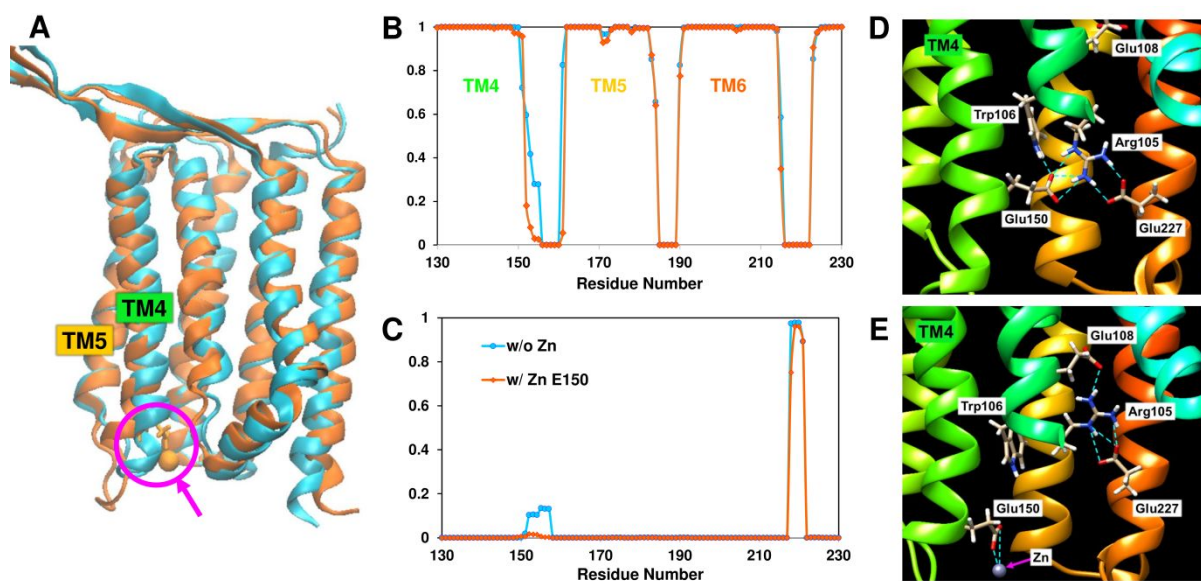 A
TM4
TM5
B
1
0.8
0.6
0.4
0.2
0
TM4 TM5 TM6
130 150 170 190 210 230
Residue Number
C
1
0.8
0.6
0.4
0.2
0
w/o Zn
w/ Zn E150
130 150 170 190 210 230
Residue Number
D
TM4
Glu108
Trp106
Arg105
Glu150
Glu227
E
TM4
Glu108
Trp106
Arg105
Glu150
Glu227
Zn